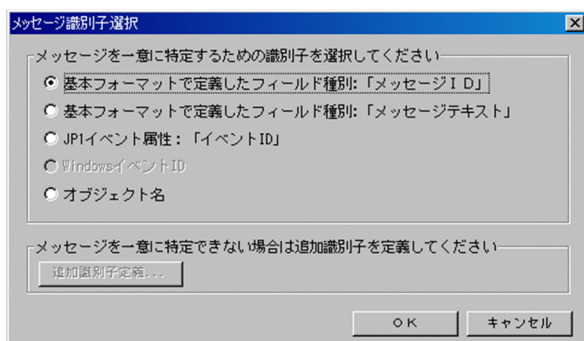 メッセージ識別子選択
メッセージを一意に特定するための識別子を選択してください
基本フォーマットで定義したフィールド種別:「メッセージＩＤ」
基本フォーマットで定義したフィールド種別:「メッセージテキスト」
JP1イベント属性：「イベントID」
WindowsイベントID
オブジェクト名
メッセージを一意に特定できない場合は追加識別子を定義してください
追加識別子定義...
ＯＫ
キャンセル